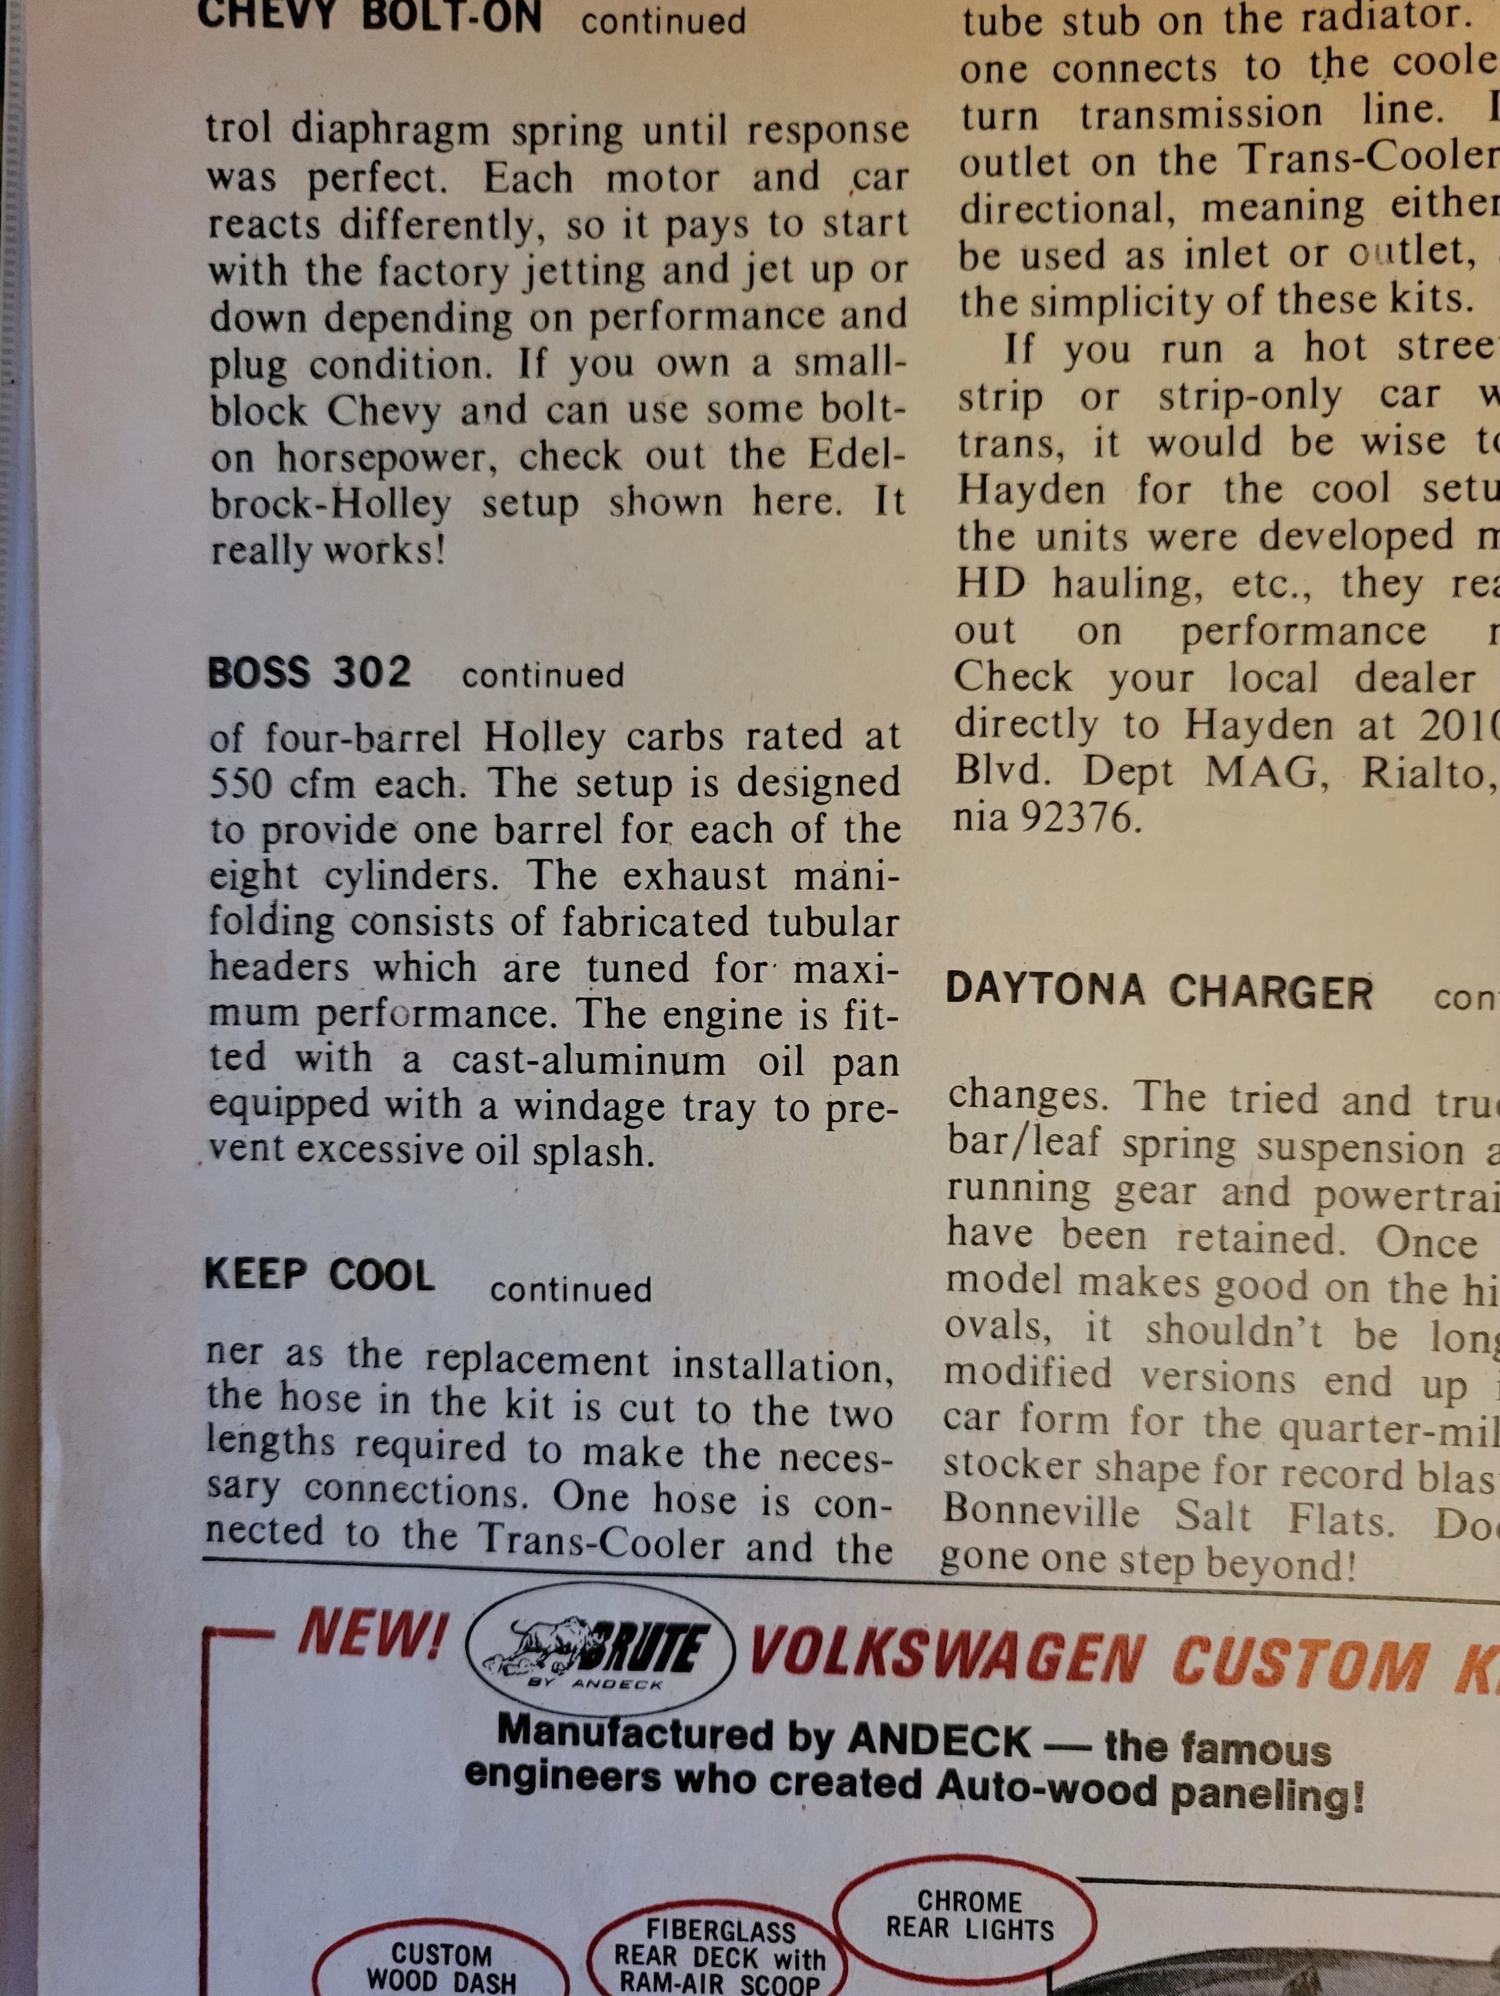 CHEVY BOLT-ON continued
trol diaphragm spring until response
was perfect. Each motor and car
reacts differently, so it pays to start
with the factory jetting and jet up or
down depending on performance and
plug condition. If you own a small-
block Chevy and can use some bolt-
on horsepower, check out the Edel-
brock-Holley setup shown here. It
really works!
BOSS 302 continued
of four-barrel Holley carbs rated at
550 cfm each. The setup is designed
to provide one barrel for each of the
eight cylinders. The exhaust mani-
folding consists of fabricated tubular
headers which are tuned for maxi-
mum performance. The engine is fit-
ted with a cast-aluminum oil pan
equipped with a windage tray to pre-
vent excessive oil splash.
KEEP COOL continued
ner as the replacement installation,
the hose in the kit is cut to the two
lengths required to make the neces-
sary connections. One hose is con-
nected to the Trans-Cooler and the
tube stub on the radiator.
one connects to the
turn transmission line.
outlet on the Trans-Cooler
directional, meaning either
be used as inlet or outlet,
the simplicity of these kits.
If you run a hot
strip or strip-only car
trans, it would be wise
Hayden for the cool
the units were developed
HD hauling, etc., they
out on performance
Check your local dealer
directly to Hayden at 2010
Blvd. Dept MAG, Rialto,
nia 92376.
DAYTONA CHARGER
changes. The tried and
bar/leaf spring suspension
running gear and
have been retained. Once
model makes good on the
ovals, it shouldn't be
modified versions end up
car form for the
stocker shape for record
Bonneville Salt Flats.
gone one step beyond!
NEW! BRUTE VOLKSWAGEN CUSTOM
BY ANDECK
Manufactured by ANDECK — the famous
engineers who created Auto-wood paneling!
CHROME
REAR LIGHTS
FIBERGLASS
REAR DECK with
RAM-AIR SCOOP
CUSTOM
WOOD DASH